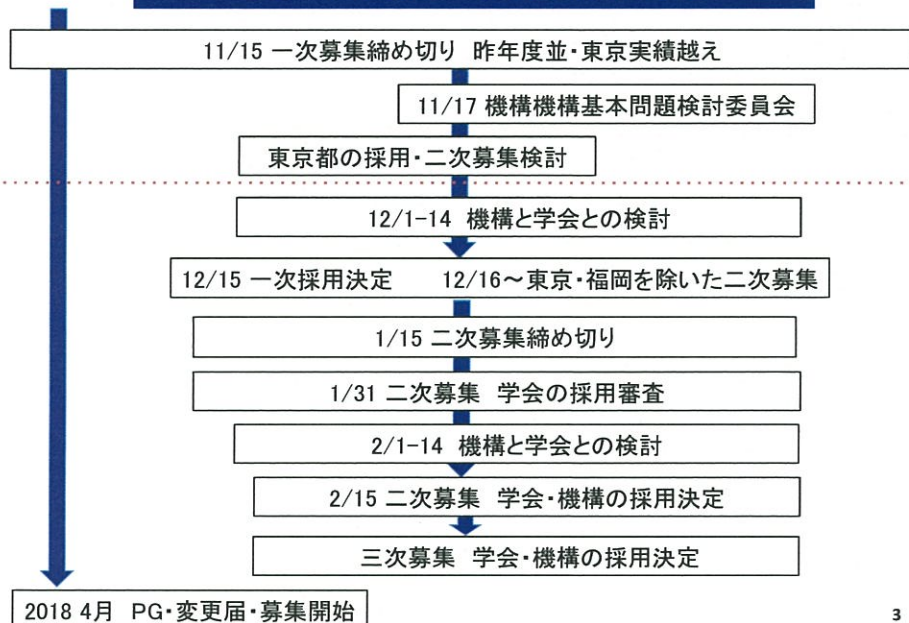 11/15 一次募集締め切り 昨年度並・東京実績越え
11/17 機構機構基本問題検討委員会
東京都の採用・二次募集検討
12/1-14 機構と学会との検討
12/15 一次採用決定 12/16～東京・福岡を除いた二次募集
1/15 二次募集締め切り
1/31 二次募集 学会の採用審査
2/1-14 機構と学会との検討
2/15 二次募集 学会・機構の採用決定
三次募集 学会・機構の採用決定
2018 4月 PG・変更届・募集開始
3